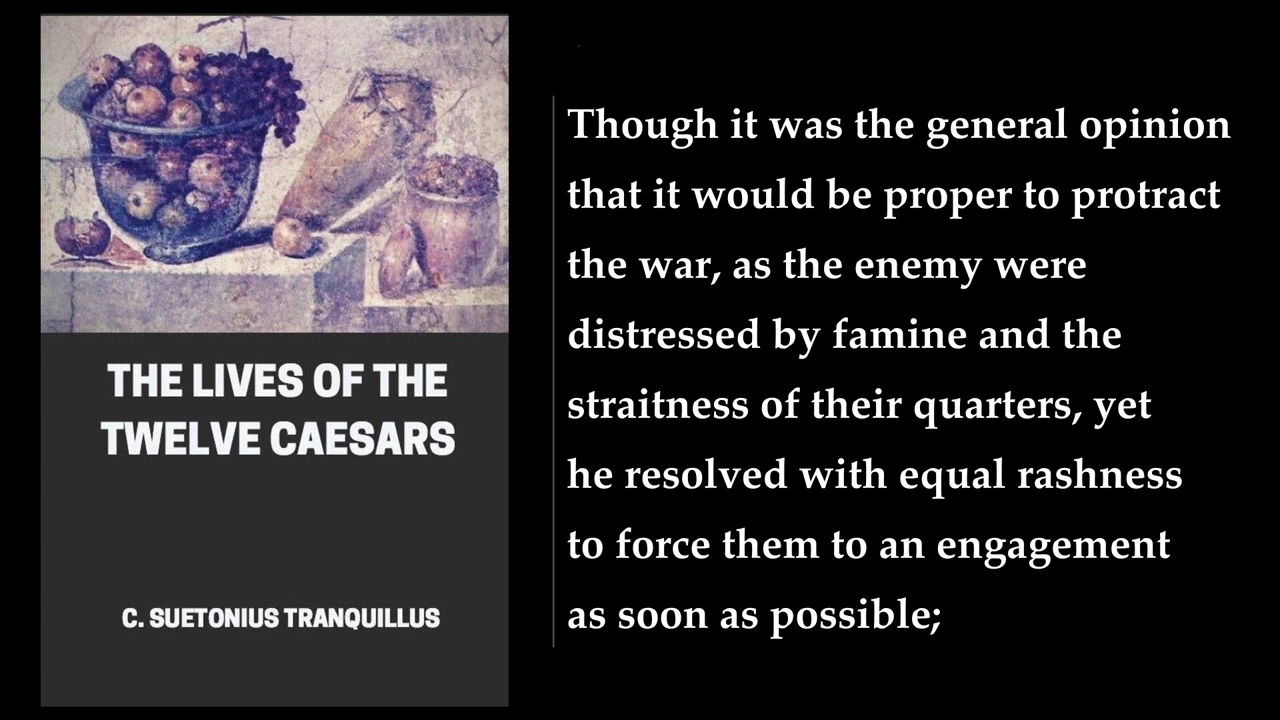 THE LIVES OF THE
TWELVE CAESARS
C. SUETONIUS TRANQUILLUS
Though it was the general opinion
that it would be proper to protract
the war, as the enemy were
distressed by famine and the
straitness of their quarters, yet
he resolved with equal rashness
to force them to an engagement
as soon as possible;